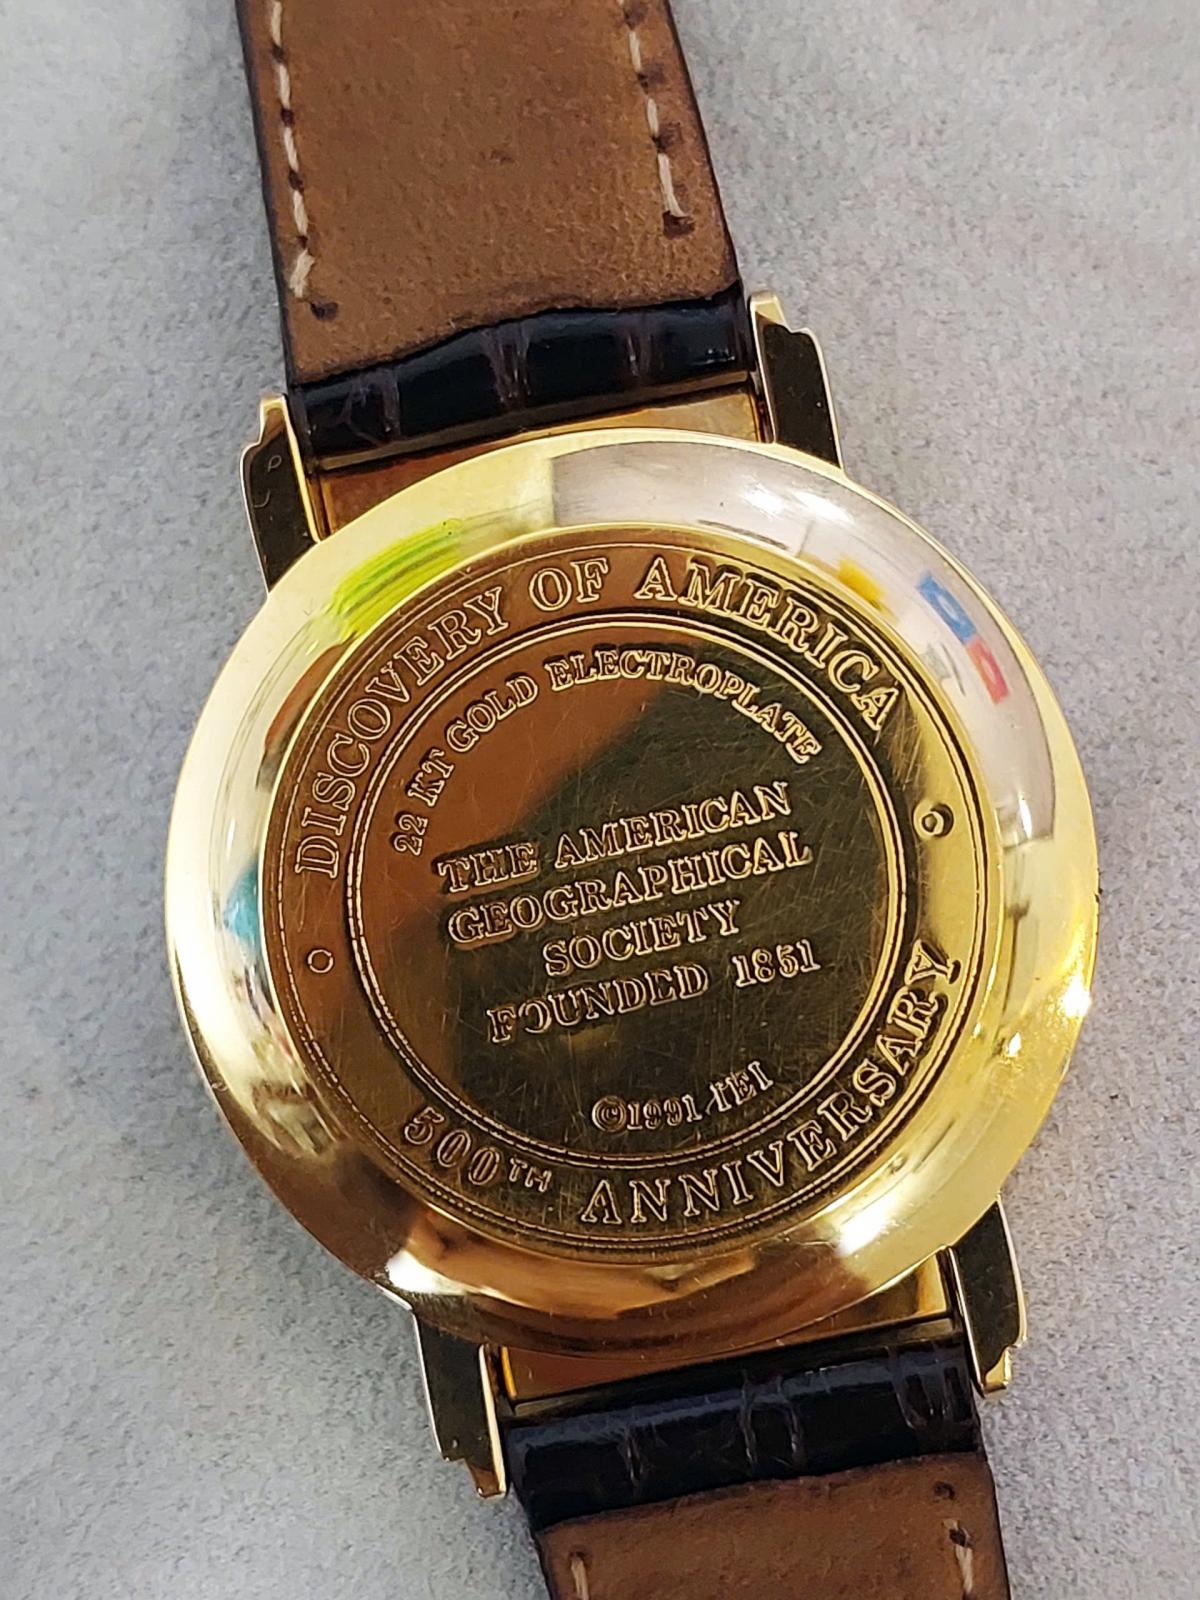 DISCOVERY OF AMERICA
22 KT GOLD ELECTROPLATE
THE AMERICAN
GEOGRAPHICAL
SOCIETY
FOUNDED 1851
©1991 IEI
500TH ANNIVERSARY